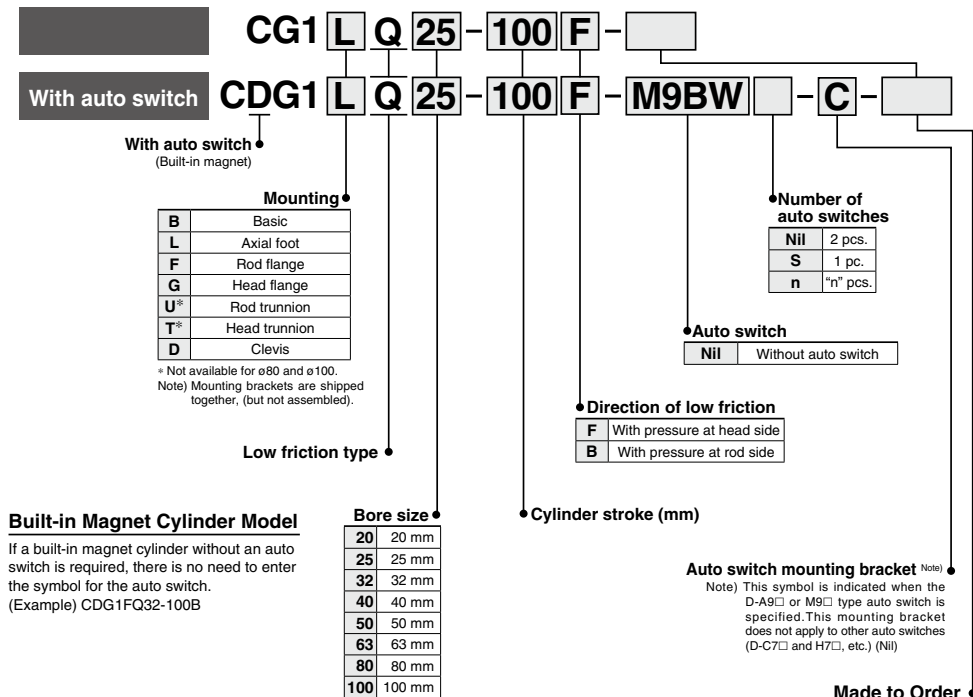 CG1 L Q 25 - 100 F -
With auto switch CDG1 L Q 25 - 100 F - M9BW - C -
With auto switch
(Built-in magnet)
Mounting
B Basic
L Axial foot
F Rod flange
G Head flange
U* Rod trunnion
T* Head trunnion
D Clevis
* Not available for ø80 and ø100.
Note) Mounting brackets are shipped
together, (but not assembled).
Number of
auto switches
Nil 2 pcs.
S 1 pc.
n "n" pcs.
Auto switch
Nil Without auto switch
Direction of low friction
F With pressure at head side
B With pressure at rod side
Low friction type
Built-in Magnet Cylinder Model
If a built-in magnet cylinder without an auto
switch is required, there is no need to enter
the symbol for the auto switch.
(Example) CDG1FQ32-100B
Bore size
20 20 mm
25 25 mm
32 32 mm
40 40 mm
50 50 mm
63 63 mm
80 80 mm
100 100 mm
Cylinder stroke (mm)
Auto switch mounting bracket Note)
Note) This symbol is indicated when the
D-A9□ or M9□ type auto switch is
specified.This mounting bracket
does not apply to other auto switches
(D-C7□ and H7□, etc.) (Nil)
Made to Order